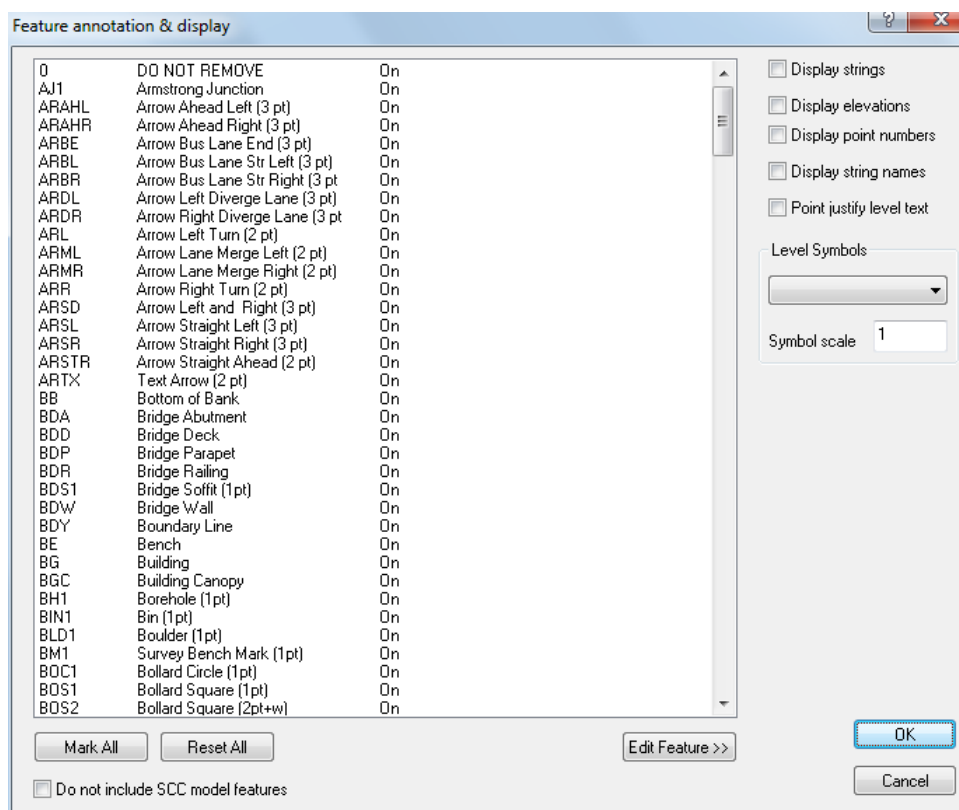 Feature annotation & display
0 DO NOT REMOVE On
AJ1 Armstrong Junction On
ARAHL Arrow Ahead Left (3 pt) On
ARAHR Arrow Ahead Right (3 pt) On
ARBE Arrow Bus Lane End (3 pt) On
ARBL Arrow Bus Lane Str Left (3 pt) On
ARBR Arrow Bus Lane Str Right (3 pt On
ARDL Arrow Left Diverge Lane (3 pt) On
ARDR Arrow Right Diverge Lane (3 pt On
ARL Arrow Left Turn (2 pt) On
ARML Arrow Lane Merge Left (2 pt) On
ARMR Arrow Lane Merge Right (2 pt) On
ARR Arrow Right Turn (2 pt) On
ARSD Arrow Left and Right (3 pt) On
ARSL Arrow Straight Left (3 pt) On
ARSR Arrow Straight Right (3 pt) On
ARSTR Arrow Straight Ahead (2 pt) On
ARTX Text Arrow (2 pt) On
BB Bottom of Bank On
BDA Bridge Abutment On
BDD Bridge Deck On
BDP Bridge Parapet On
BDR Bridge Railing On
BDS1 Bridge Soffit (1pt) On
BDW Bridge Wall On
BDY Boundary Line On
BE Bench On
BG Building On
BGC Building Canopy On
BH1 Borehole (1pt) On
BIN1 Bin (1pt) On
BLD1 Boulder (1pt) On
BM1 Survey Bench Mark (1pt) On
BOC1 Bollard Circle (1pt) On
BOS1 Bollard Square (1pt) On
BOS2 Bollard Square (2pt+w) On
Display strings
Display elevations
Display point numbers
Display string names
Point justify level text
Level Symbols
Symbol scale 1
Mark All Reset All Edit Feature >>
Do not include SCC model features
OK
Cancel